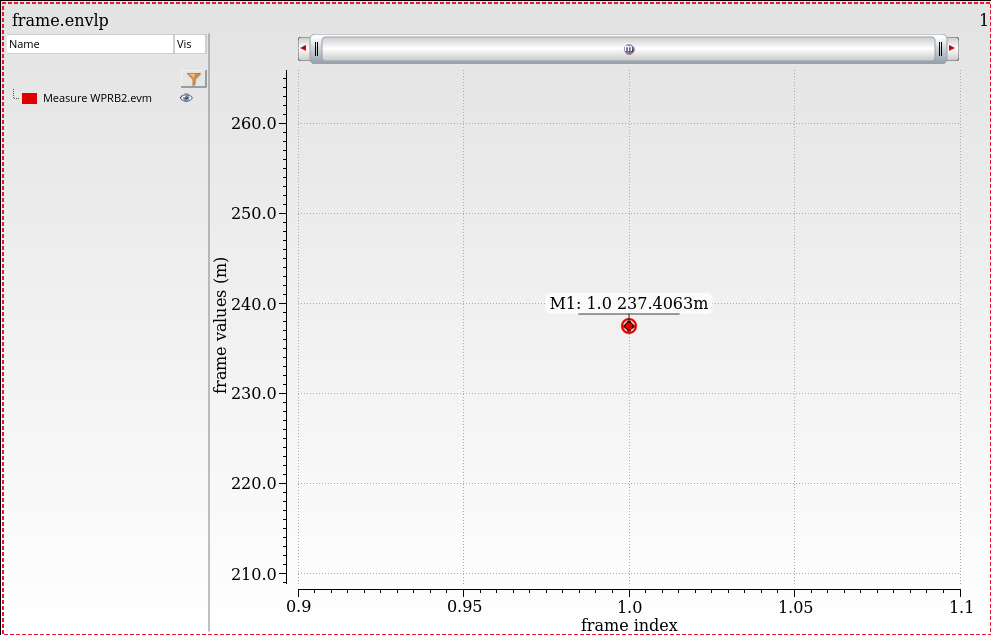 frame.envlp
1
Name Vis
Measure WPRB2.evm
m
260.0
250.0
240.0
230.0
220.0
210.0
frame values (m)
M1: 1.0 237.4063m
0.9 0.95 1.0 1.05 1.1
frame index